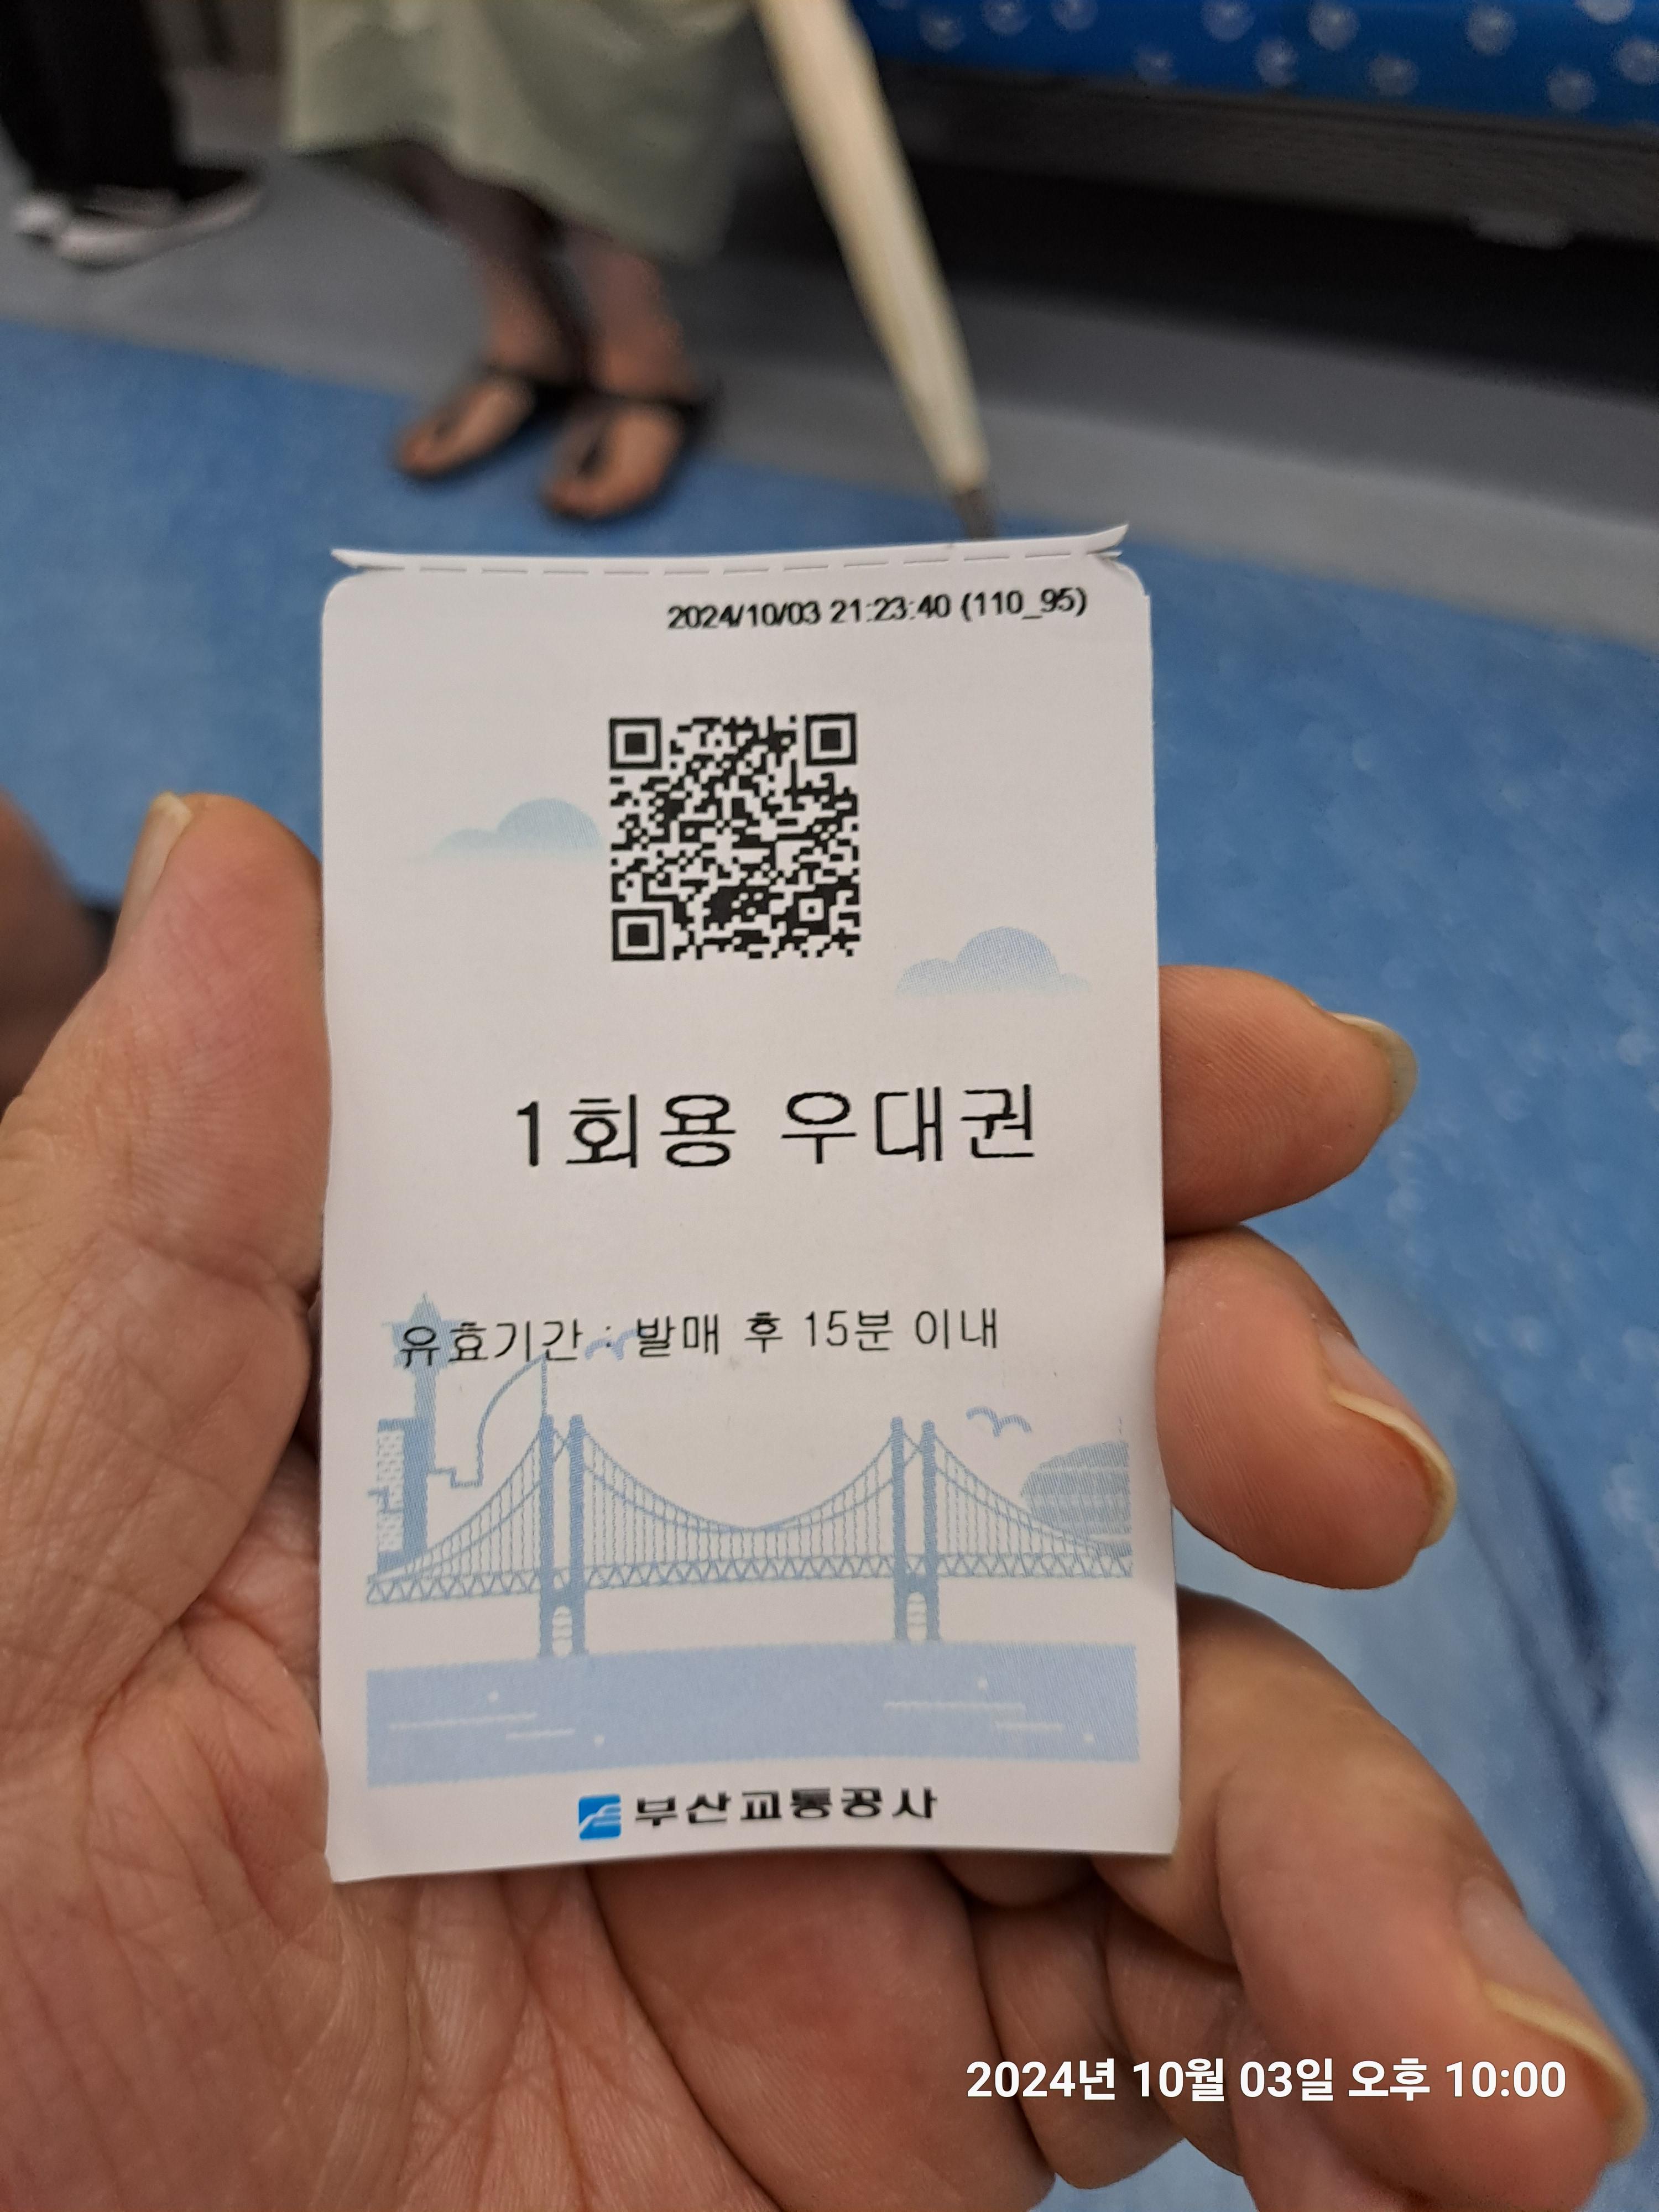 2024/10/03 21:23:40 (110_95)
1회용 우대권
유효기간 : 발매 후 15분 이내
부산교통공사
2024년 10월 03일 오후 10:00